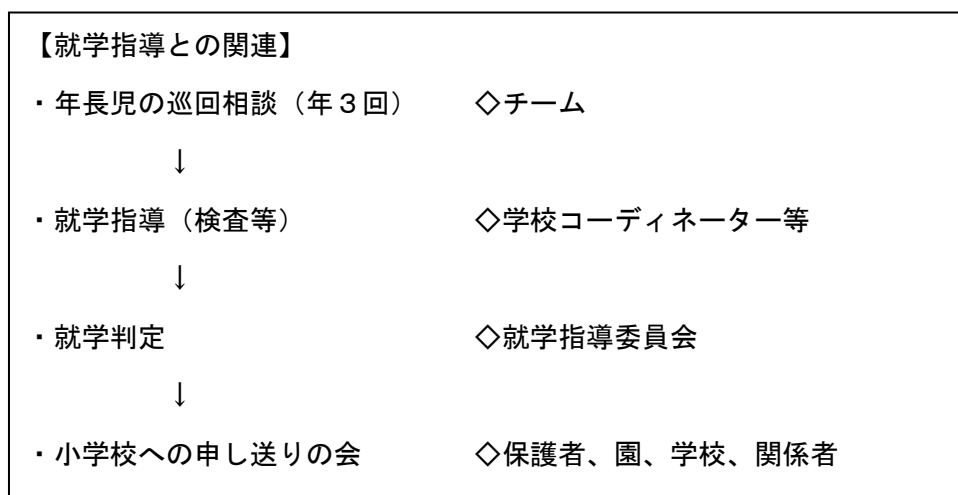 【就学指導との関連】
・年長児の巡回相談（年３回）　　◇チーム
↓
・就学指導（検査等）　　◇学校コーディネーター等
↓
・就学判定　　◇就学指導委員会
↓
・小学校への申し送りの会　　◇保護者、園、学校、関係者